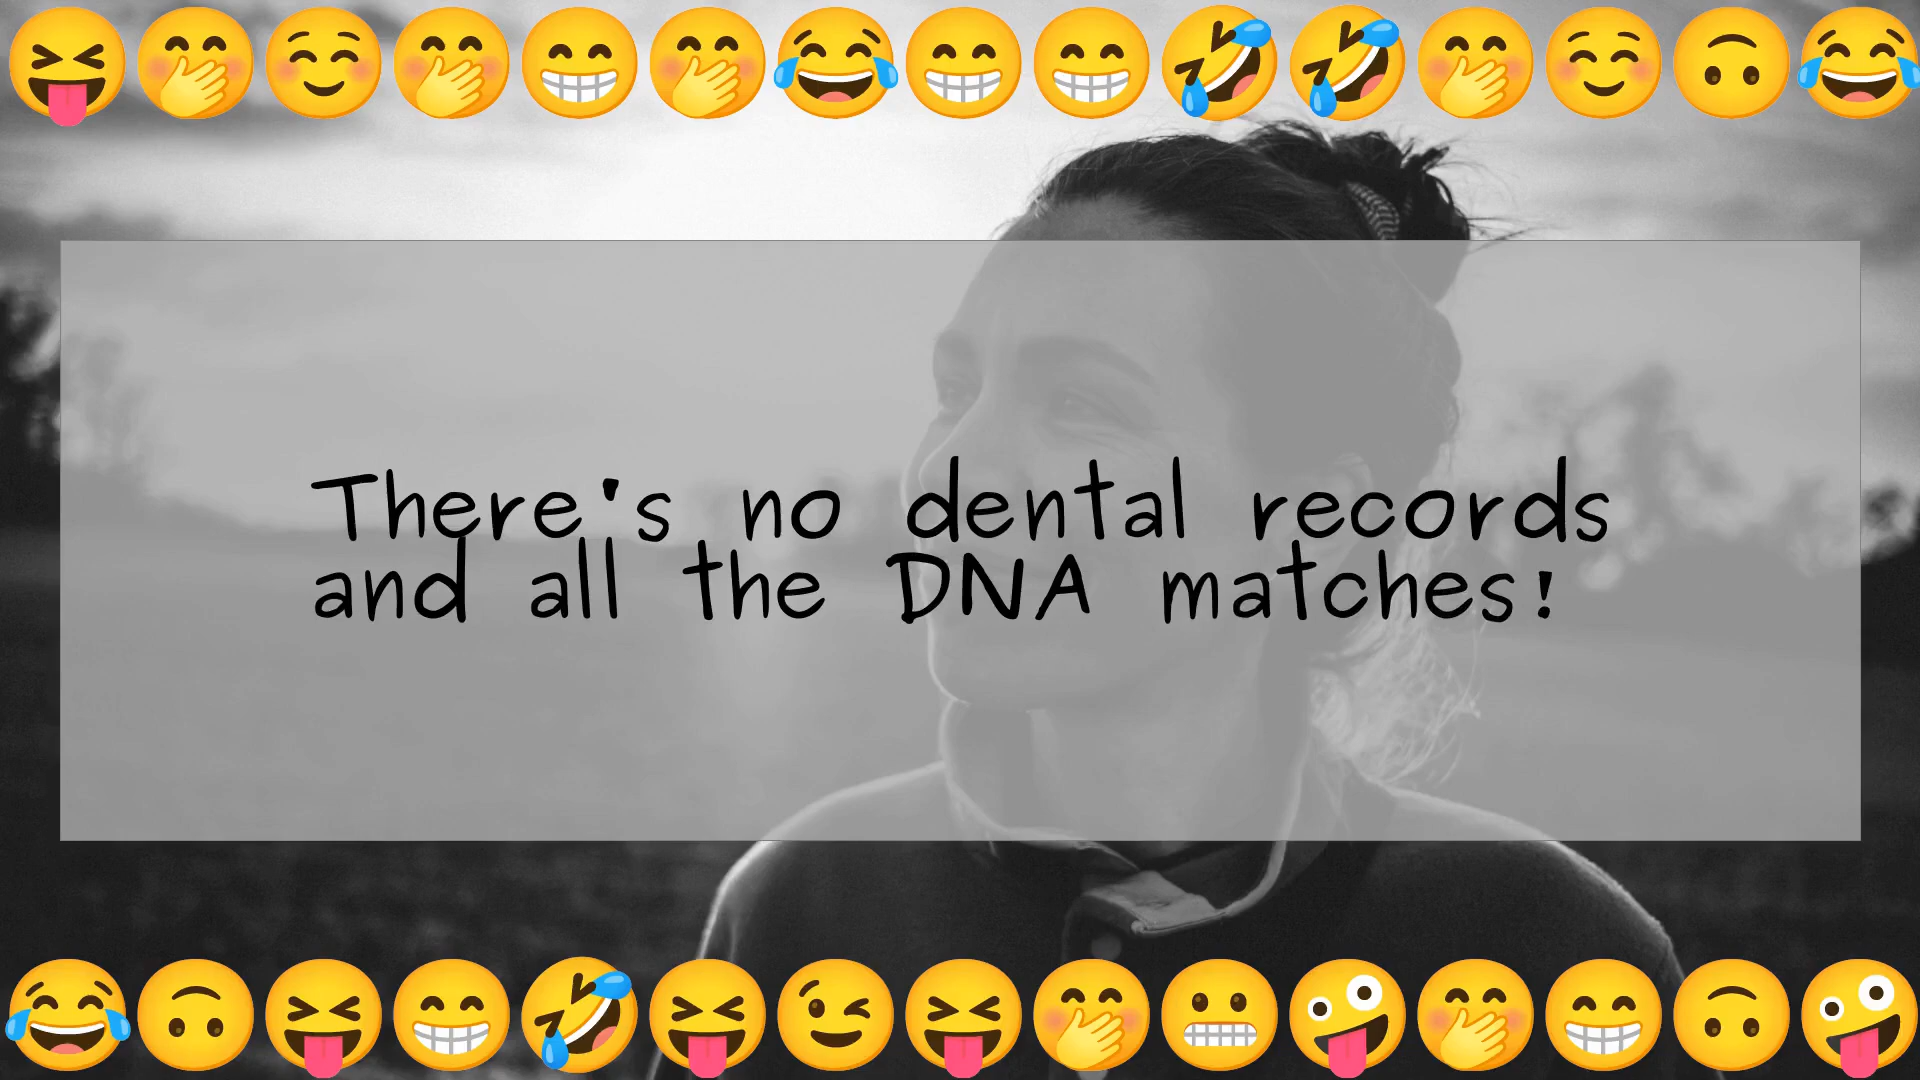 There's no dental records
and all the DNA matches!